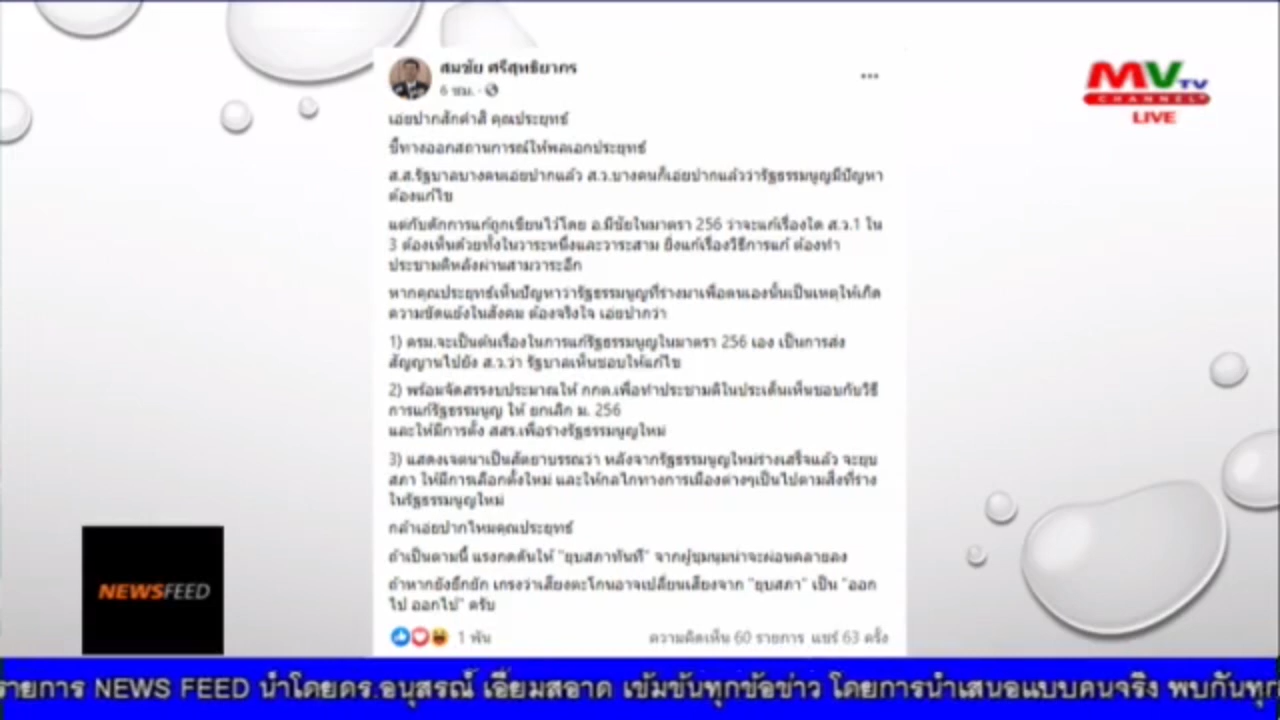 สมชัย ศรีสุทธิยากร
6 ชม.
เอ่ยปากสักคำสิ คุณประยุทธ์
ชี้ทางออกสถานการณ์ให้พลเอกประยุทธ์
ส.ส.รัฐบาลบางคนเอ่ยปากแล้ว ส.ว.บางคนก็เอ่ยปากแล้วว่ารัฐธรรมนูญมีปัญหา
ต้องแก้ไข
แต่กับดักการแก้ถูกเขียนไว้โดย อ.มีชัยในมาตรา 256 ว่าจะแก้เรื่องใด ส.ว.1 ใน
3 ต้องเห็นด้วยทั้งในวาระหนึ่งและวาระสาม ยิ่งแก้เรื่องวิธีการแก้ ต้องทำ
ประชามติหลังผ่านสามวาระอีก
หากคุณประยุทธ์เห็นปัญหาว่ารัฐธรรมนูญที่ร่างมาเพื่อตนเองนั้นเป็นเหตุให้เกิด
ความขัดแย้งในสังคม ต้องจริงใจ เอ่ยปากว่า
1) ครม.จะเป็นต้นเรื่องในการแก้รัฐธรรมนูญในมาตรา 256 เอง เป็นการส่ง
สัญญานไปยัง ส.ว.ว่า รัฐบาลเห็นชอบให้แก้ไข
2) พร้อมจัดสรรงบประมาณให้ กกต.เพื่อทำประชามติในประเด็นเห็นชอบกับวิธี
การแก้รัฐธรรมนูญ ให้ ยกเลิก ม. 256
และให้มีการตั้ง สสร.เพื่อร่างรัฐธรรมนูญใหม่
3) แสดงเจตนาเป็นสัตยาบรรณว่า หลังจากรัฐธรรมนูญใหม่ร่างเสร็จแล้ว จะยุบ
สภา ให้มีการเลือกตั้งใหม่ และให้กลไกทางการเมืองต่างๆเป็นไปตามสิ่งที่ร่าง
ในรัฐธรรมนูญใหม่
กล้าเอ่ยปากไหมคุณประยุทธ์
ถ้าเป็นตามนี้ แรงกดดันให้ "ยุบสภาทันที" จากผู้ชุมนุมน่าจะผ่อนคลายลง
ถ้าหากยังยึกยัก เกรงว่าเสียงตะโกนอาจเปลี่ยนเสียงจาก "ยุบสภา" เป็น "ออก
ไป ออกไป" ครับ
1 พัน
ความคิดเห็น 60 รายการ แชร์ 63 ครั้ง
MVTV
CHANNEL+
LIVE
NEWSFEED
รายการ NEWS FEED นำโดยดร.อนุสรณ์ เอี่ยมสอาด เข้มข้นทุกข้อข่าว โดยการนำเสนอแบบคนจริง พบกันทุก